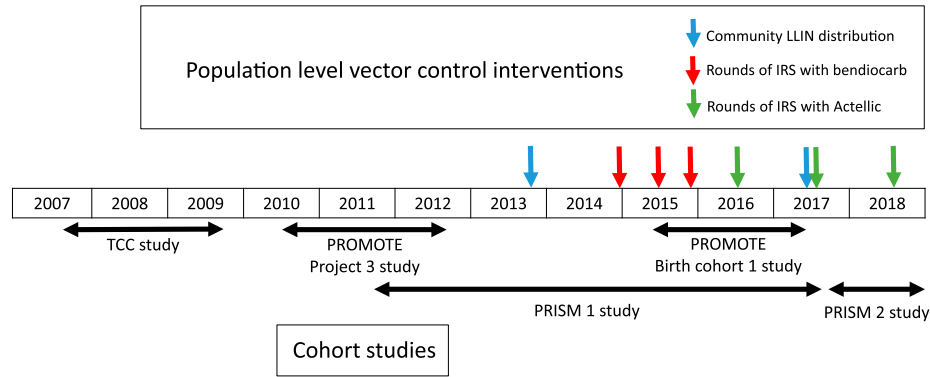 Population level vector control interventions
Community LLIN distribution
Rounds of IRS with bendiocarb
Rounds of IRS with Actellic
2007 2008 2009 2010 2011 2012 2013 2014 2015 2016 2017 2018
TCC study
PROMOTE
Project 3 study
PROMOTE
Birth cohort 1 study
PRISM 1 study
PRISM 2 study
Cohort studies